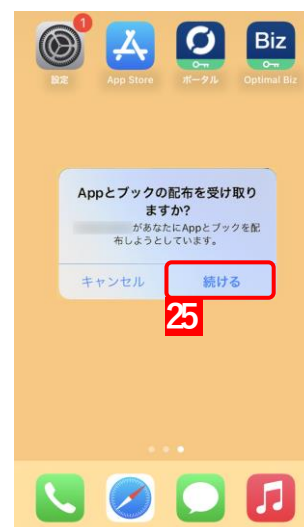 1
Biz
設定
App Store
ポータル
Optimal Biz
Appとブックの配布を受け取り
ますか?
があなたにAppとブックを配
布しようとしています。
キャンセル
続ける
25